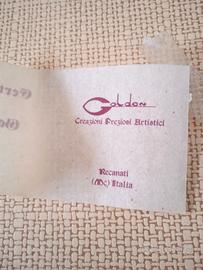 Goldon
Creazioni Preziosi Artistici
Recanati
(Mc) Italia